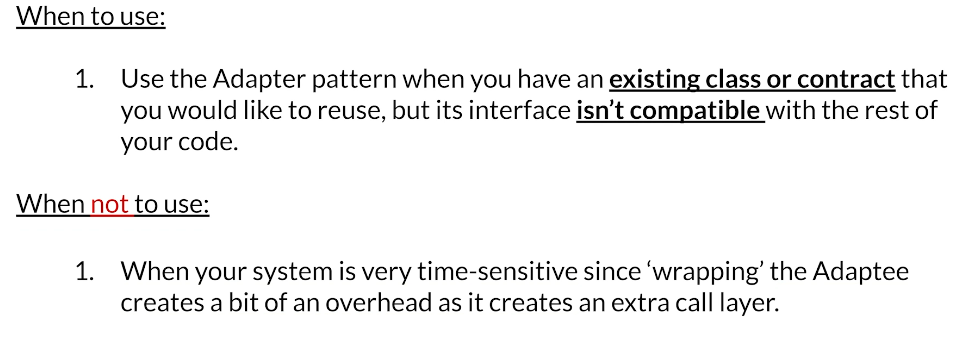 When to use:
1. Use the Adapter pattern when you have an existing class or contract that
you would like to reuse, but its interface isn’t compatible with the rest of
your code.
When not to use:
1. When your system is very time-sensitive since ‘wrapping’ the Adaptee
creates a bit of an overhead as it creates an extra call layer.